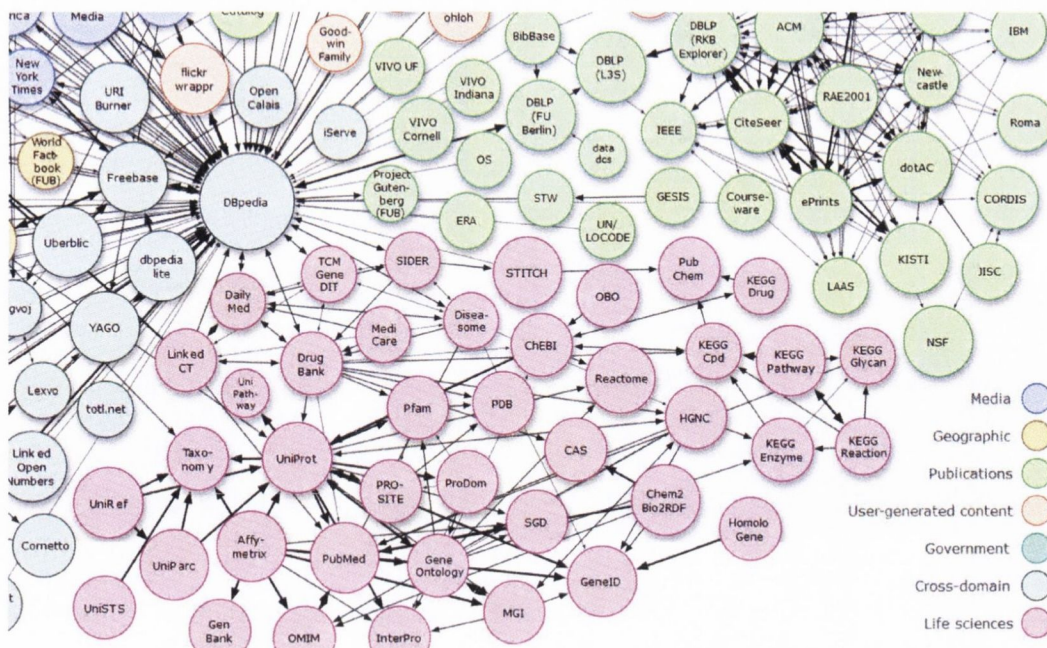 Catalog
ohloh
Media
Good-
win
Family
BibBase
DBLP
(RKB
Explorer)
ACM
IBM
New
York
Times
URI
Burner
flickr
wrappr
Open
Calais
VIVO UF
VIVO
Indiana
DBLP
(L3S)
RAE2001
New-
castle
iServe
VIVO
Cornell
DBLP
(FU
Berlin)
IEEE
CiteSeer
Roma
World
Fact-
book
(FUB)
Freebase
OS
data
dcs
DBpedia
Project
Guten-
berg
(FUB)
STW
GESIS
Course-
ware
ePrints
dotAC
CORDIS
ERA
UN/
LOCODE
Uberblic
dbpedia
lite
TCM
Gene
DIT
SIDER
STITCH
Pub
Chem
KEGG
Drug
LAAS
KISTI
JISC
gvoj
YAGO
Daily
Med
Medi
Care
Disea-
some
OBO
NSF
Linked
CT
Drug
Bank
ChEBI
KEGG
Cpd
KEGG
Pathway
KEGG
Glycan
Lexvo
totl.net
Uni
Path-
way
Pfam
PDB
Reactome
HGNC
Media
Linked
Open
Numbers
Taxo-
nomy
UniProt
CAS
KEGG
Enzyme
KEGG
Reaction
Geographic
UniRef
PRO-
SITE
ProDom
Chem2
Bio2RDF
Publications
Cornetto
Affy-
metrix
PubMed
SGD
Homolo
Gene
User-generated content
UniParc
Gene
Ontology
GeneID
Government
UniSTS
Gen
Bank
OMIM
InterPro
MGI
Cross-domain
Life sciences